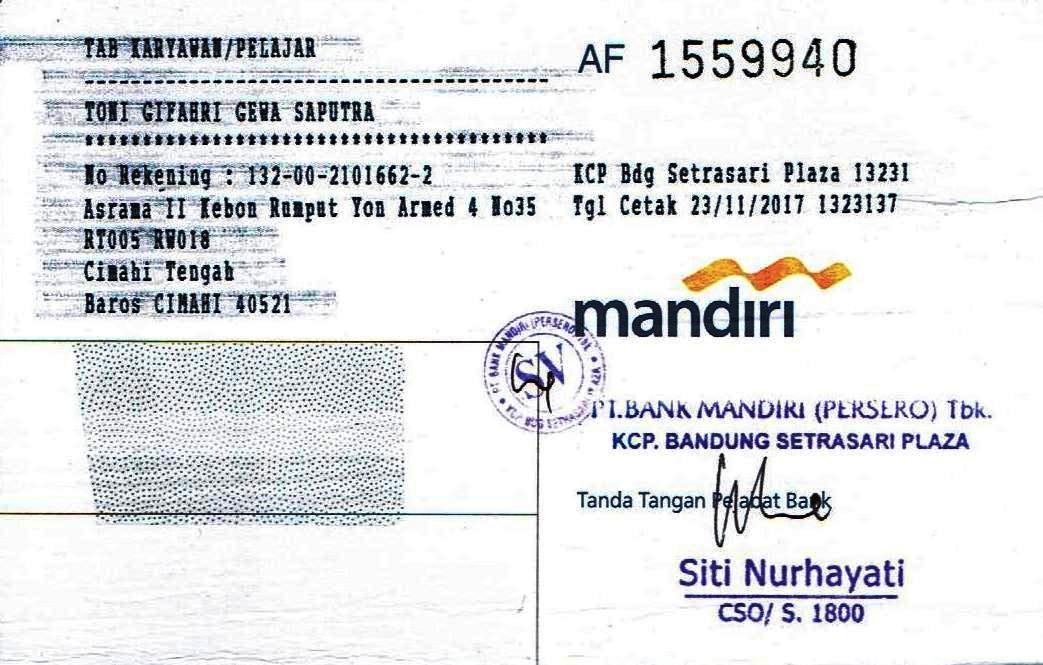 TAB KARYAWAN/PELAJAR
AF 1559940
TONI GIFAHRI GEWA SAPUTRA
No Rekening : 132-00-2101662-2
Asrama II Kebon Rumput Yon Armed 4 No35
RT005 RW018
Cimahi Tengah
Baros CIMAHI 40521
KCP Bdg Setrasari Plaza 13231
Tgl Cetak 23/11/2017 1323137
mandiri
PT BANK MANDIRI (PERSERO) TBK.
SV
KCP BDG SETRASARI PLAZA
PT.BANK MANDIRI (PERSERO) Tbk.
KCP. BANDUNG SETRASARI PLAZA
Tanda Tangan Pejabat Bank
Siti Nurhayati
CSO/ S. 1800